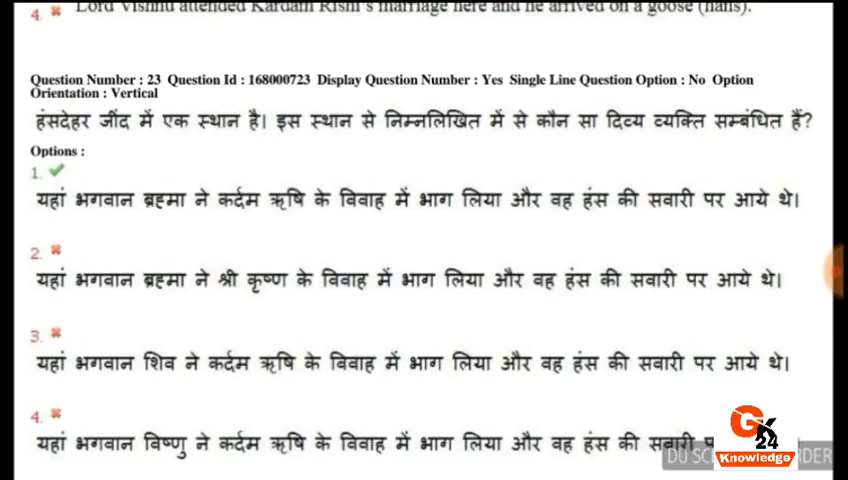 4. Lord Vishnu attended Kardam Rishi's marriage here and he arrived on a goose (hans).
Question Number : 23 Question Id : 168000723 Display Question Number : Yes Single Line Question Option : No Option
Orientation : Vertical
हंसदेहर जींद में एक स्थान है। इस स्थान से निम्नलिखित में से कौन सा दिव्य व्यक्ति सम्बंधित हैं?
Options :
1.
यहां भगवान ब्रह्मा ने कर्दम ऋषि के विवाह में भाग लिया और वह हंस की सवारी पर आये थे।
2.
यहां भगवान ब्रह्मा ने श्री कृष्ण के विवाह में भाग लिया और वह हंस की सवारी पर आये थे।
3.
यहां भगवान शिव ने कर्दम ऋषि के विवाह में भाग लिया और वह हंस की सवारी पर आये थे।
4.
यहां भगवान विष्णु ने कर्दम ऋषि के विवाह में भाग लिया और वह हंस की सवारी
GK
24
Knowledge